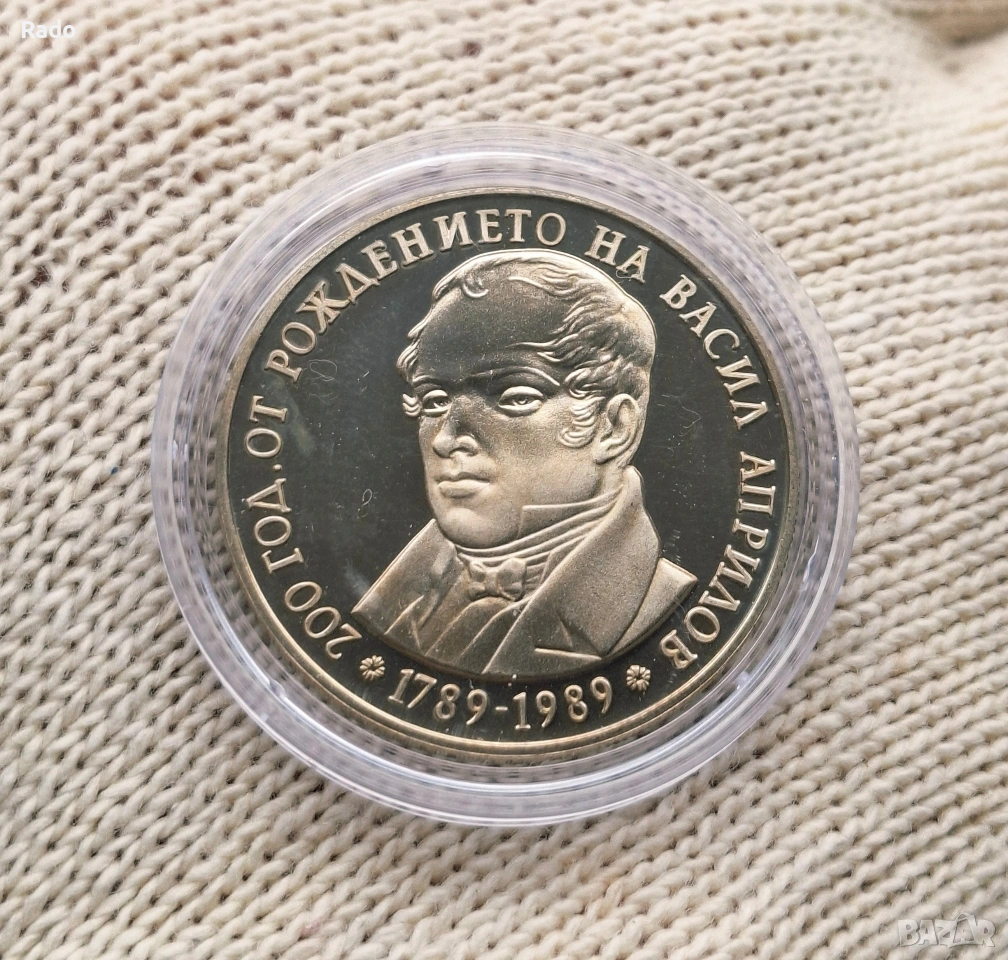 Rado
200 ГОД. ОТ РОЖДЕНИЕТО НА ВАСИЛ АПРИЛОВ
1789-1989
BAZAR